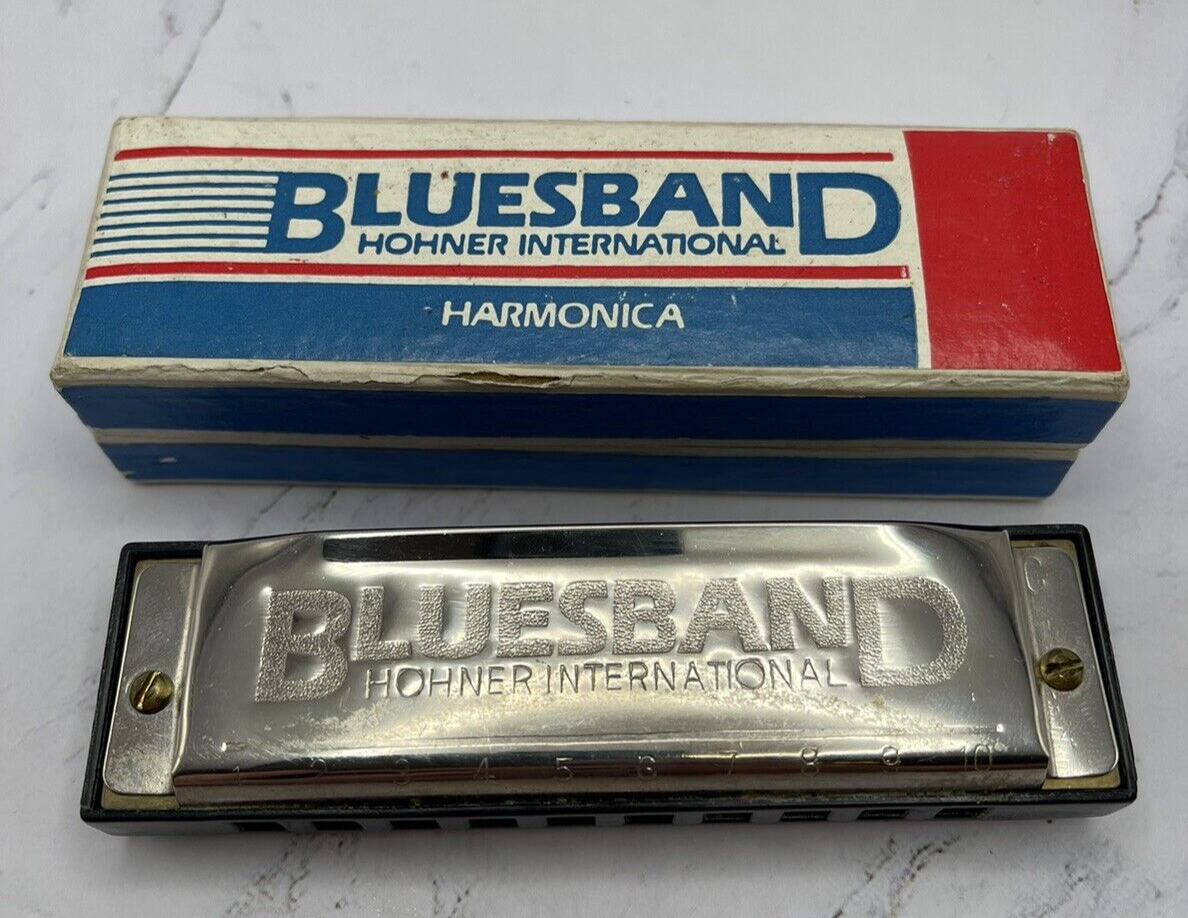 BLUESBAND
HOHNER INTERNATIONAL
HARMONICA
BLUESBAND
HOHNER INTERNATIONAL
C
1 2 3 4 5 6 7 8 9 10